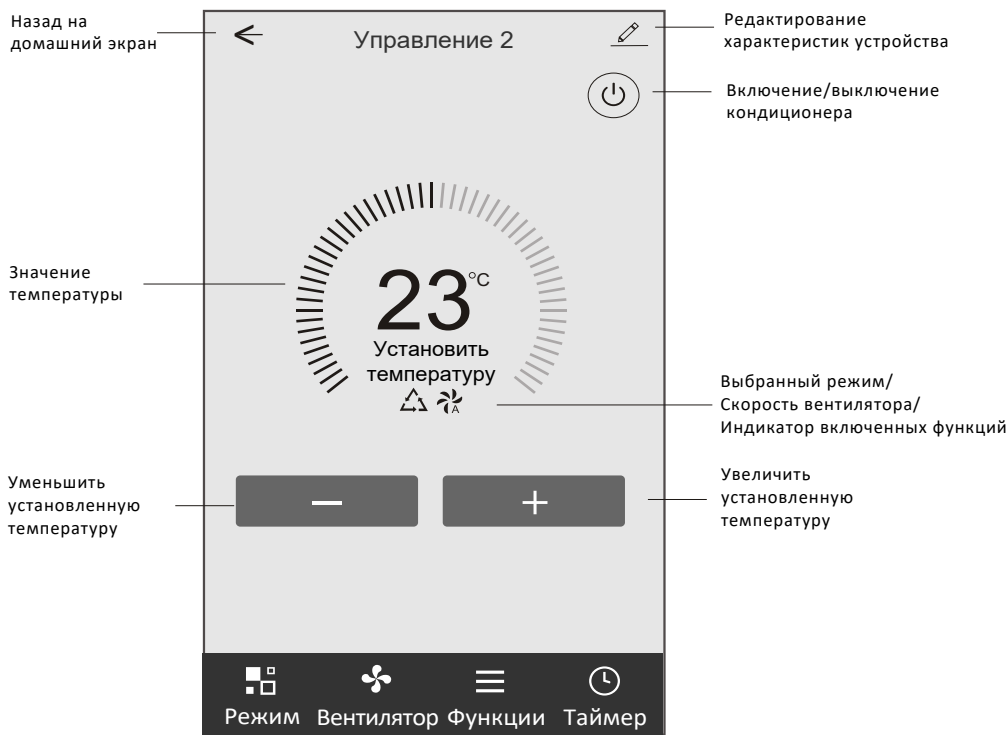 Назад на
домашний экран
Управление 2
Редактирование
характеристик устройства
Включение/выключение
кондиционера
Значение
температуры
23°C
Установить
температуру
A
Выбранный режим/
Скорость вентилятора/
Индикатор включенных функций
Уменьшить
установленную
температуру
−
+
Увеличить
установленную
температуру
Режим Вентилятор Функции Таймер